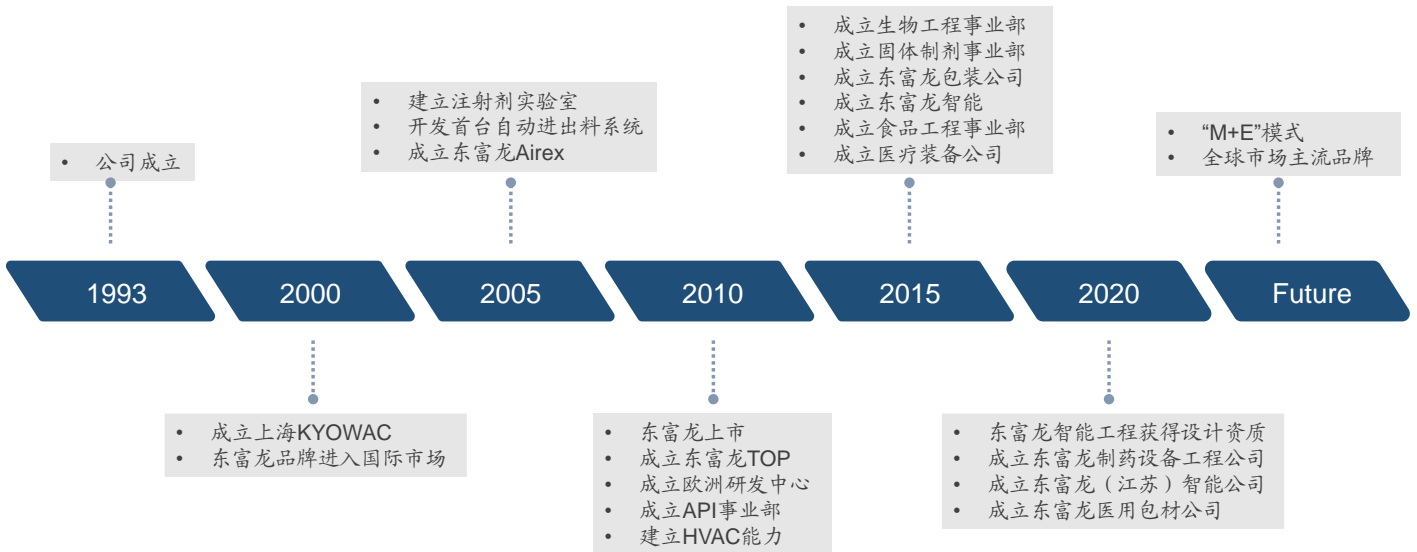 • 成立生物工程事业部
• 成立固体制剂事业部
• 成立东富龙包装公司
• 成立东富龙智能
• 成立食品工程事业部
• 成立医疗装备公司
• 建立注射剂实验室
• 开发首台自动进出料系统
• 成立东富龙Airex
• “M+E”模式
• 全球市场主流品牌
• 公司成立
1993
2000
2005
2010
2015
2020
Future
• 成立上海KYOWAC
• 东富龙品牌进入国际市场
• 东富龙上市
• 成立东富龙TOP
• 成立欧洲研发中心
• 成立API事业部
• 建立HVAC能力
• 东富龙智能工程获得设计资质
• 成立东富龙制药设备工程公司
• 成立东富龙（江苏）智能公司
• 成立东富龙医用包材公司